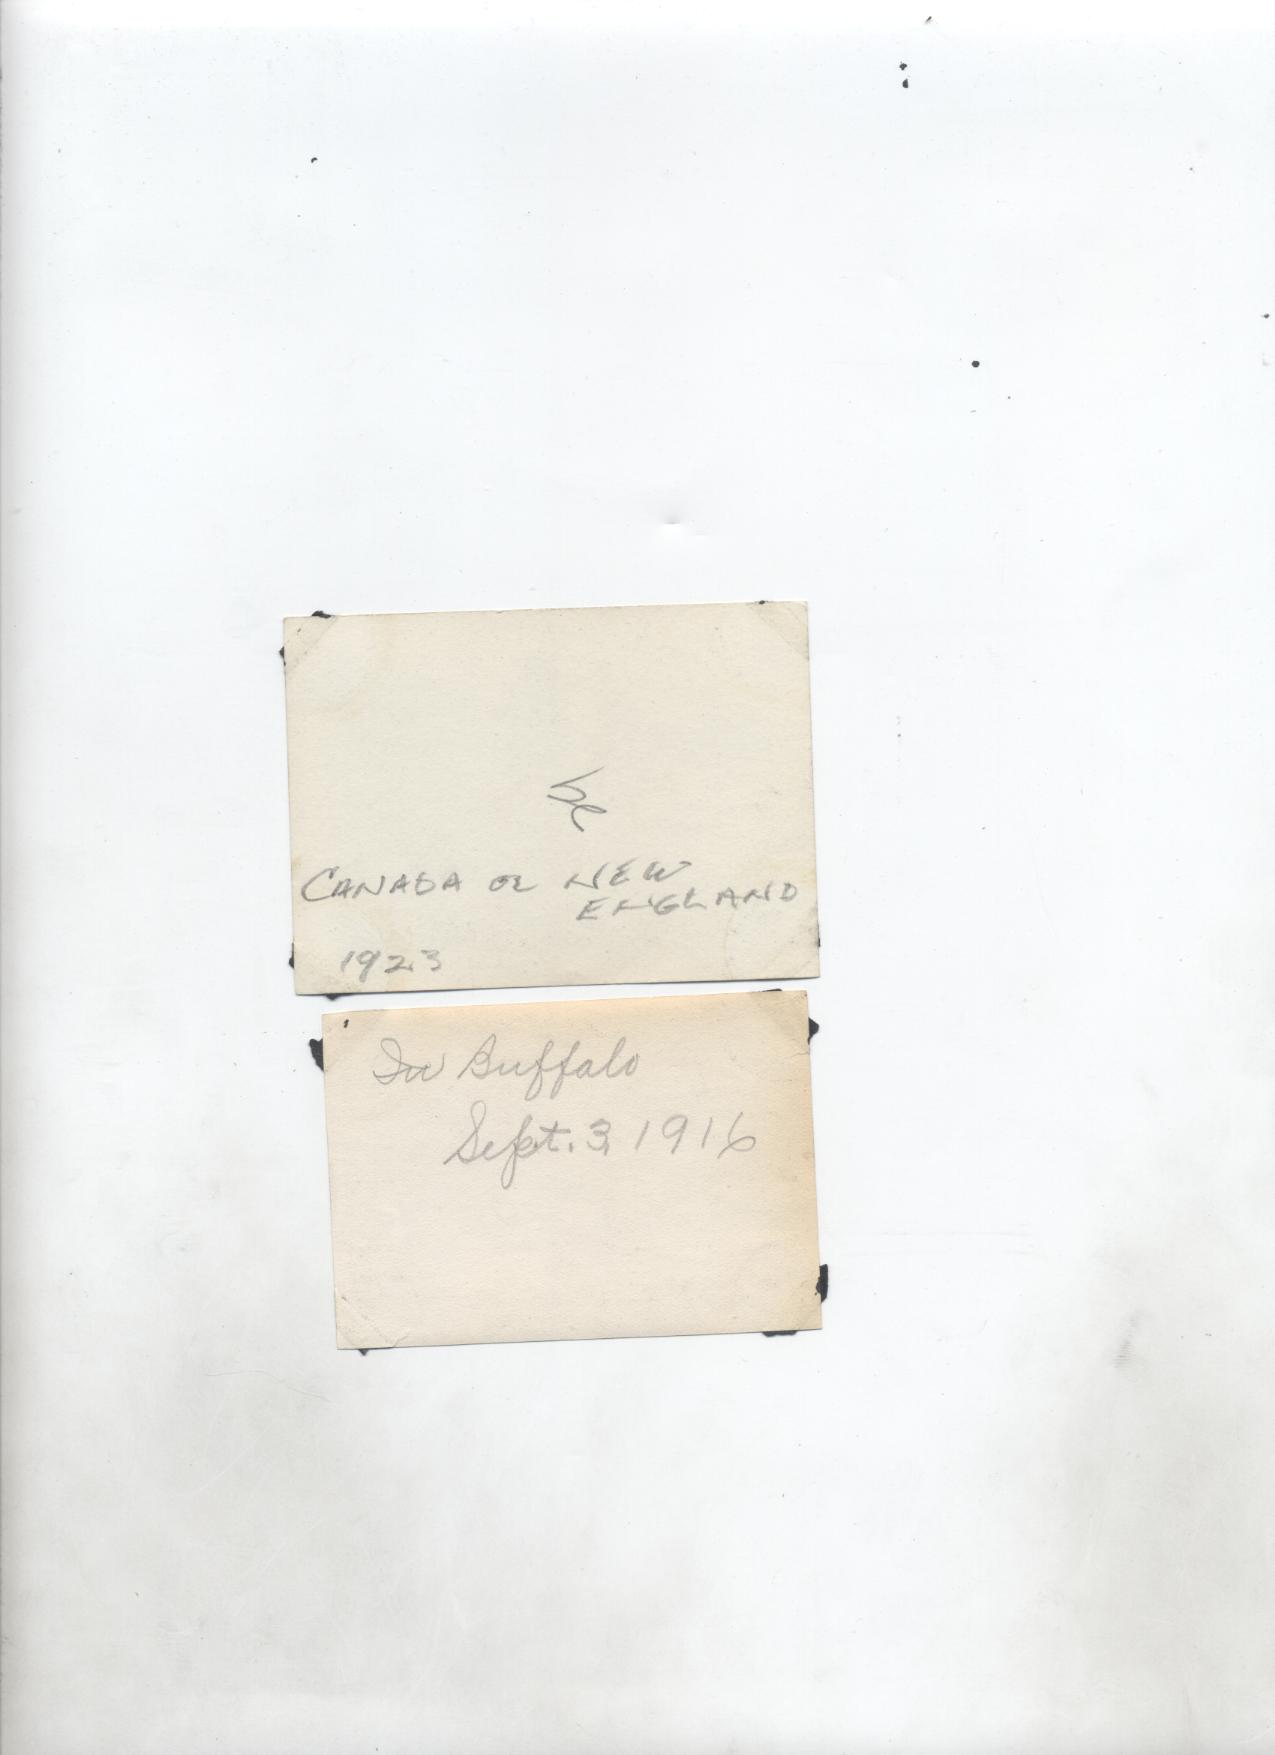 CANADA OR NEW
ENGLAND
1923
In Buffalo
Sept. 3, 1916